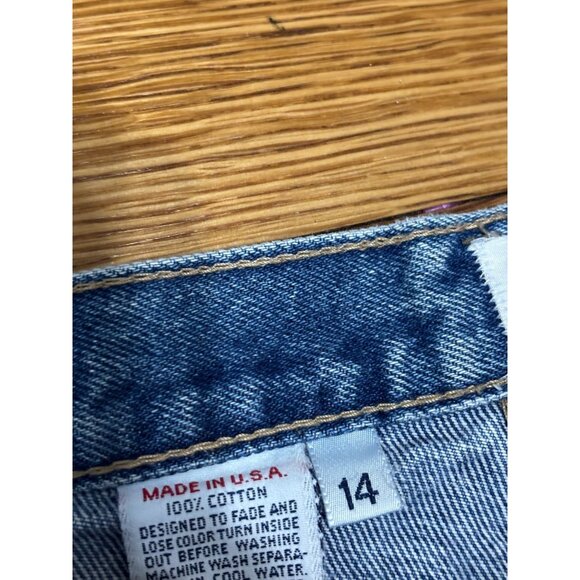 MADE IN U.S.A.
100% COTTON
DESIGNED TO FADE AND
LOSE COLOR TURN INSIDE
OUT BEFORE WASHING
MACHINE WASH SEPARA-
IN COOL WATER.
14